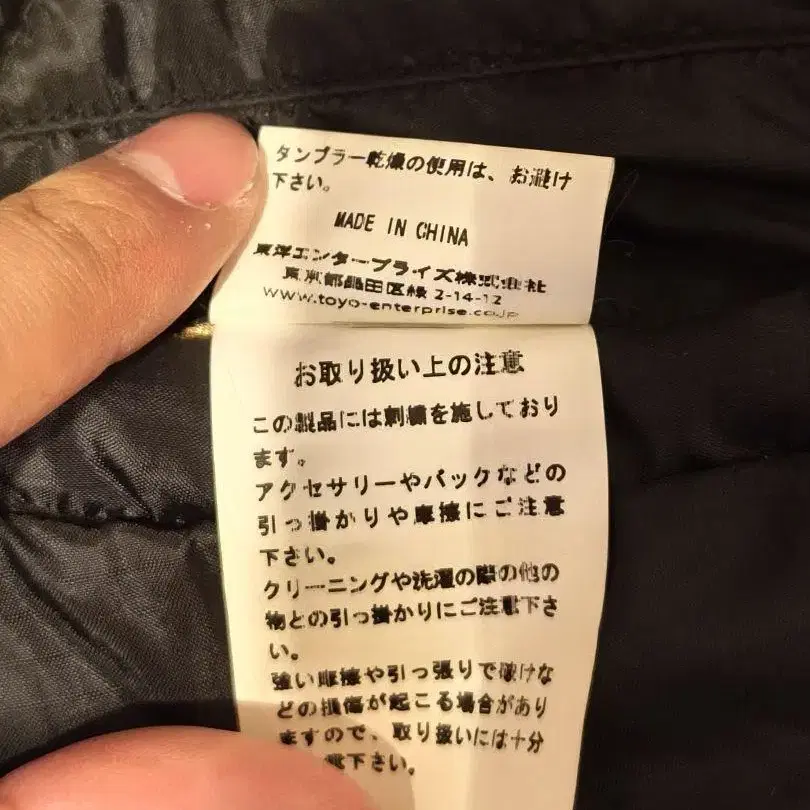 タンブラー乾燥の使用は、お避け
下さい。
MADE IN CHINA
東洋エンタープライズ株式会社
東京都墨田区緑 2-14-12
www.toyo-enterprise.co.jp
お取り扱い上の注意
この製品には刺繍を施しており
ます。
アクセサリーやバックなどの
引っ掛かりや摩擦にご注意
下さい。
クリーニングや洗濯の際の他の
物との引っ掛かりにご注意下さ
い。
強い摩擦や引っ張りで破けな
どの損傷が起こる場合があり
ますので、取り扱いには十分
下さい。